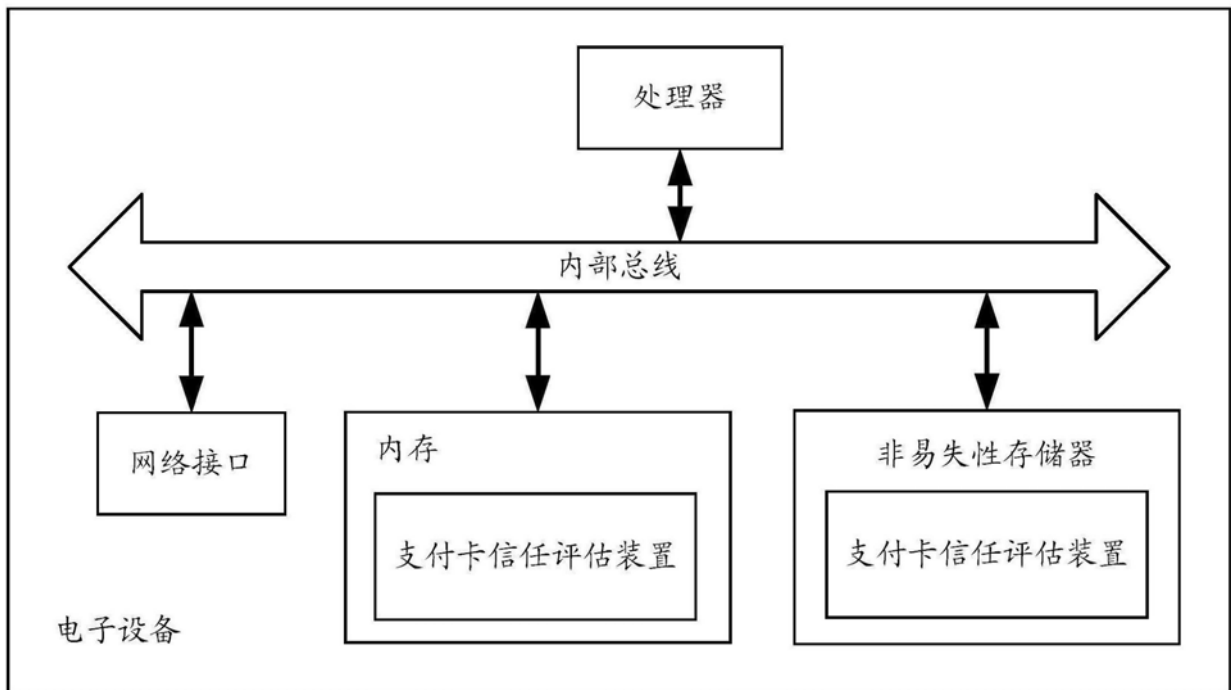 处理器
内部总线
网络接口
内存
支付卡信任评估装置
非易失性存储器
支付卡信任评估装置
电子设备